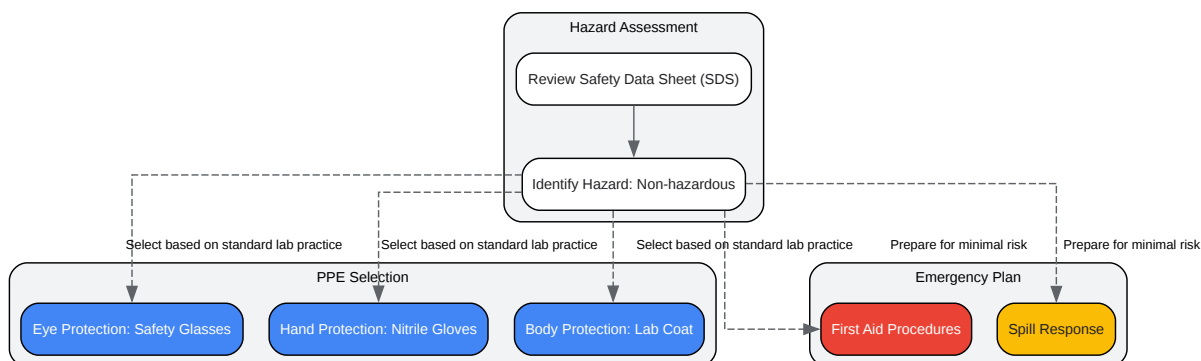 Hazard Assessment
Review Safety Data Sheet (SDS)
Identify Hazard: Non-hazardous
Select based on standard lab practice
Select based on standard lab practice
Select based on standard lab practice
Prepare for minimal risk
Prepare for minimal risk
PPE Selection
Emergency Plan
Eye Protection: Safety Glasses
Hand Protection: Nitrile Gloves
Body Protection: Lab Coat
First Aid Procedures
Spill Response